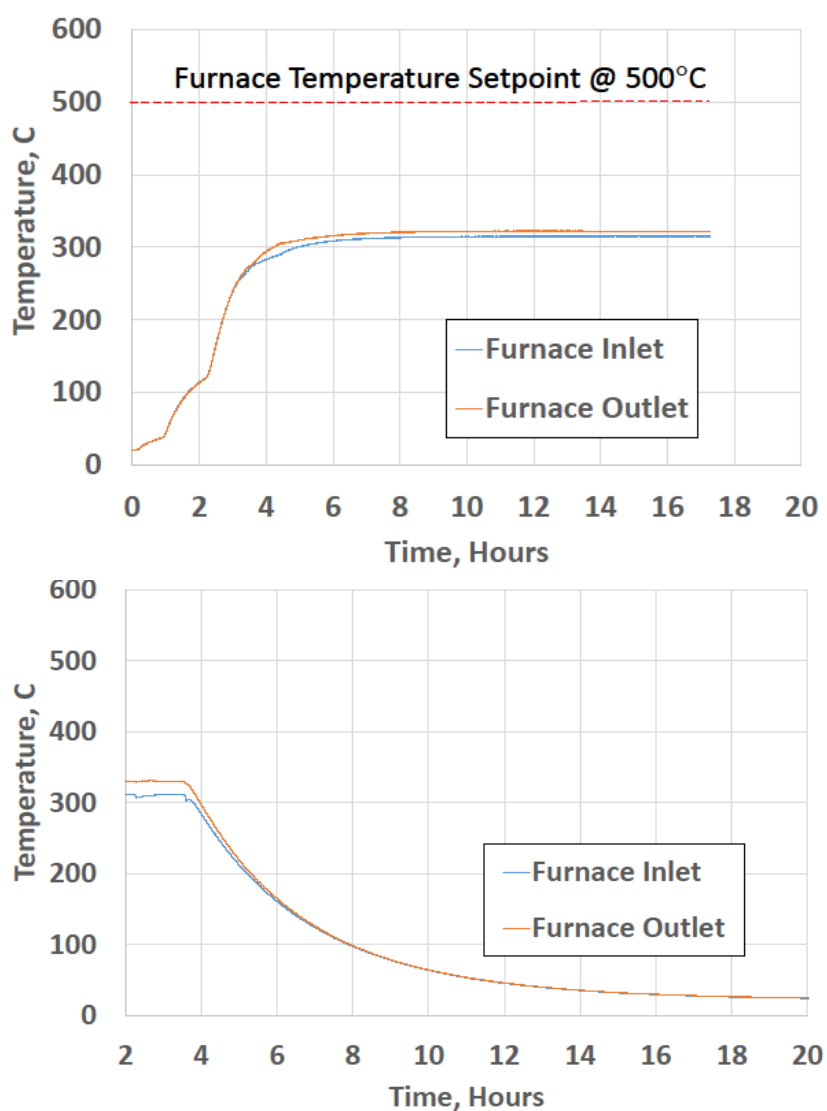 600
Furnace Temperature Setpoint @ 500°C
500
400
300
200
100
0
Temperature, C
Furnace Inlet
Furnace Outlet
0 2 4 6 8 10 12 14 16 18 20
Time, Hours
600
500
400
300
200
100
0
Temperature, C
Furnace Inlet
Furnace Outlet
2 4 6 8 10 12 14 16 18 20
Time, Hours